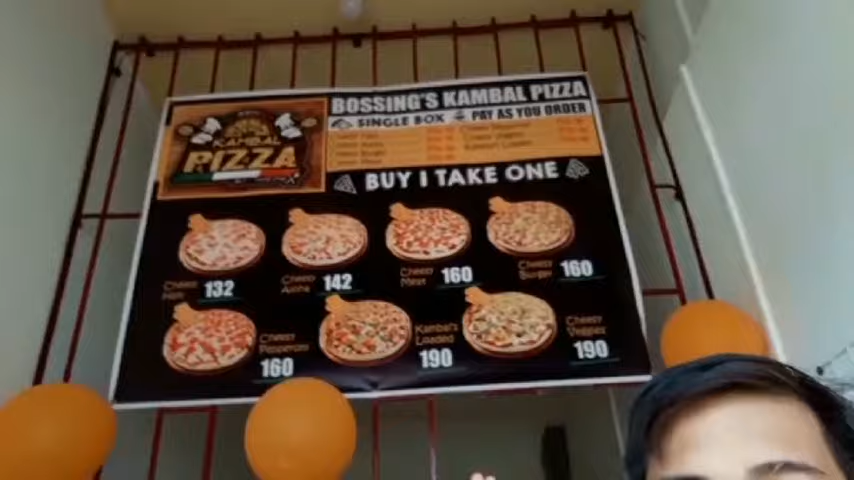 BOSSING'S KAMBAL PIZZA
SINGLE BOX PAY AS YOU ORDER
KAMBAL
PIZZA
BUY 1 TAKE ONE
Cheesy
Ham
132
Cheesy
Aloha
142
Cheesy
Meat
160
Cheesy
Burger
160
Cheesy
Pepperoni
160
Kambal's
Loaded
190
Cheesy
Veggies
190